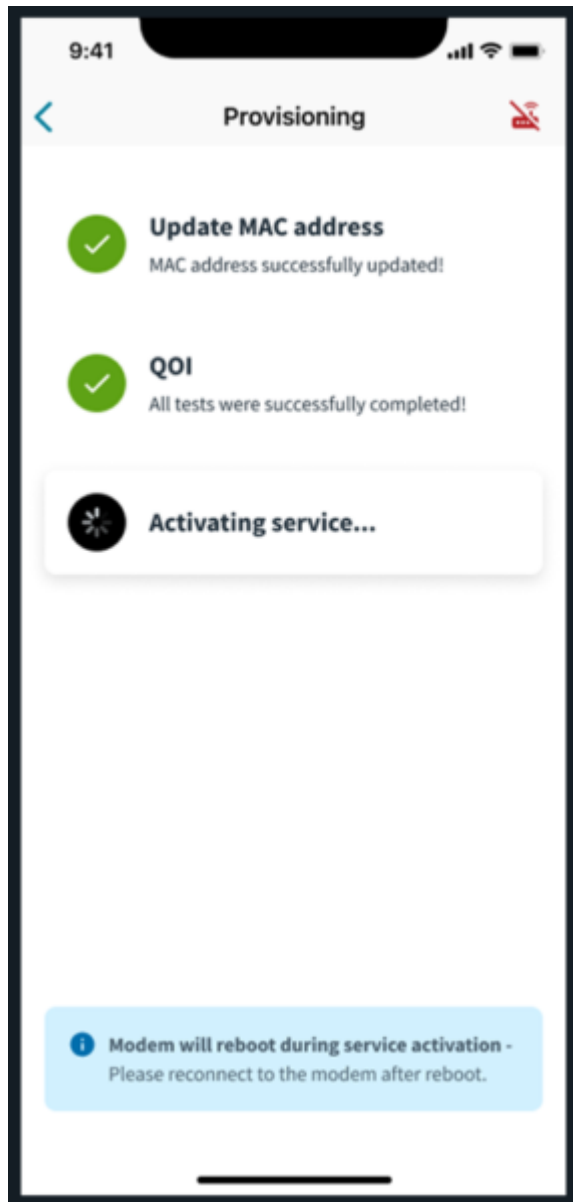 9:41
Provisioning
Update MAC address
MAC address successfully updated!
QOI
All tests were successfully completed!
Activating service...
Modem will reboot during service activation -
Please reconnect to the modem after reboot.